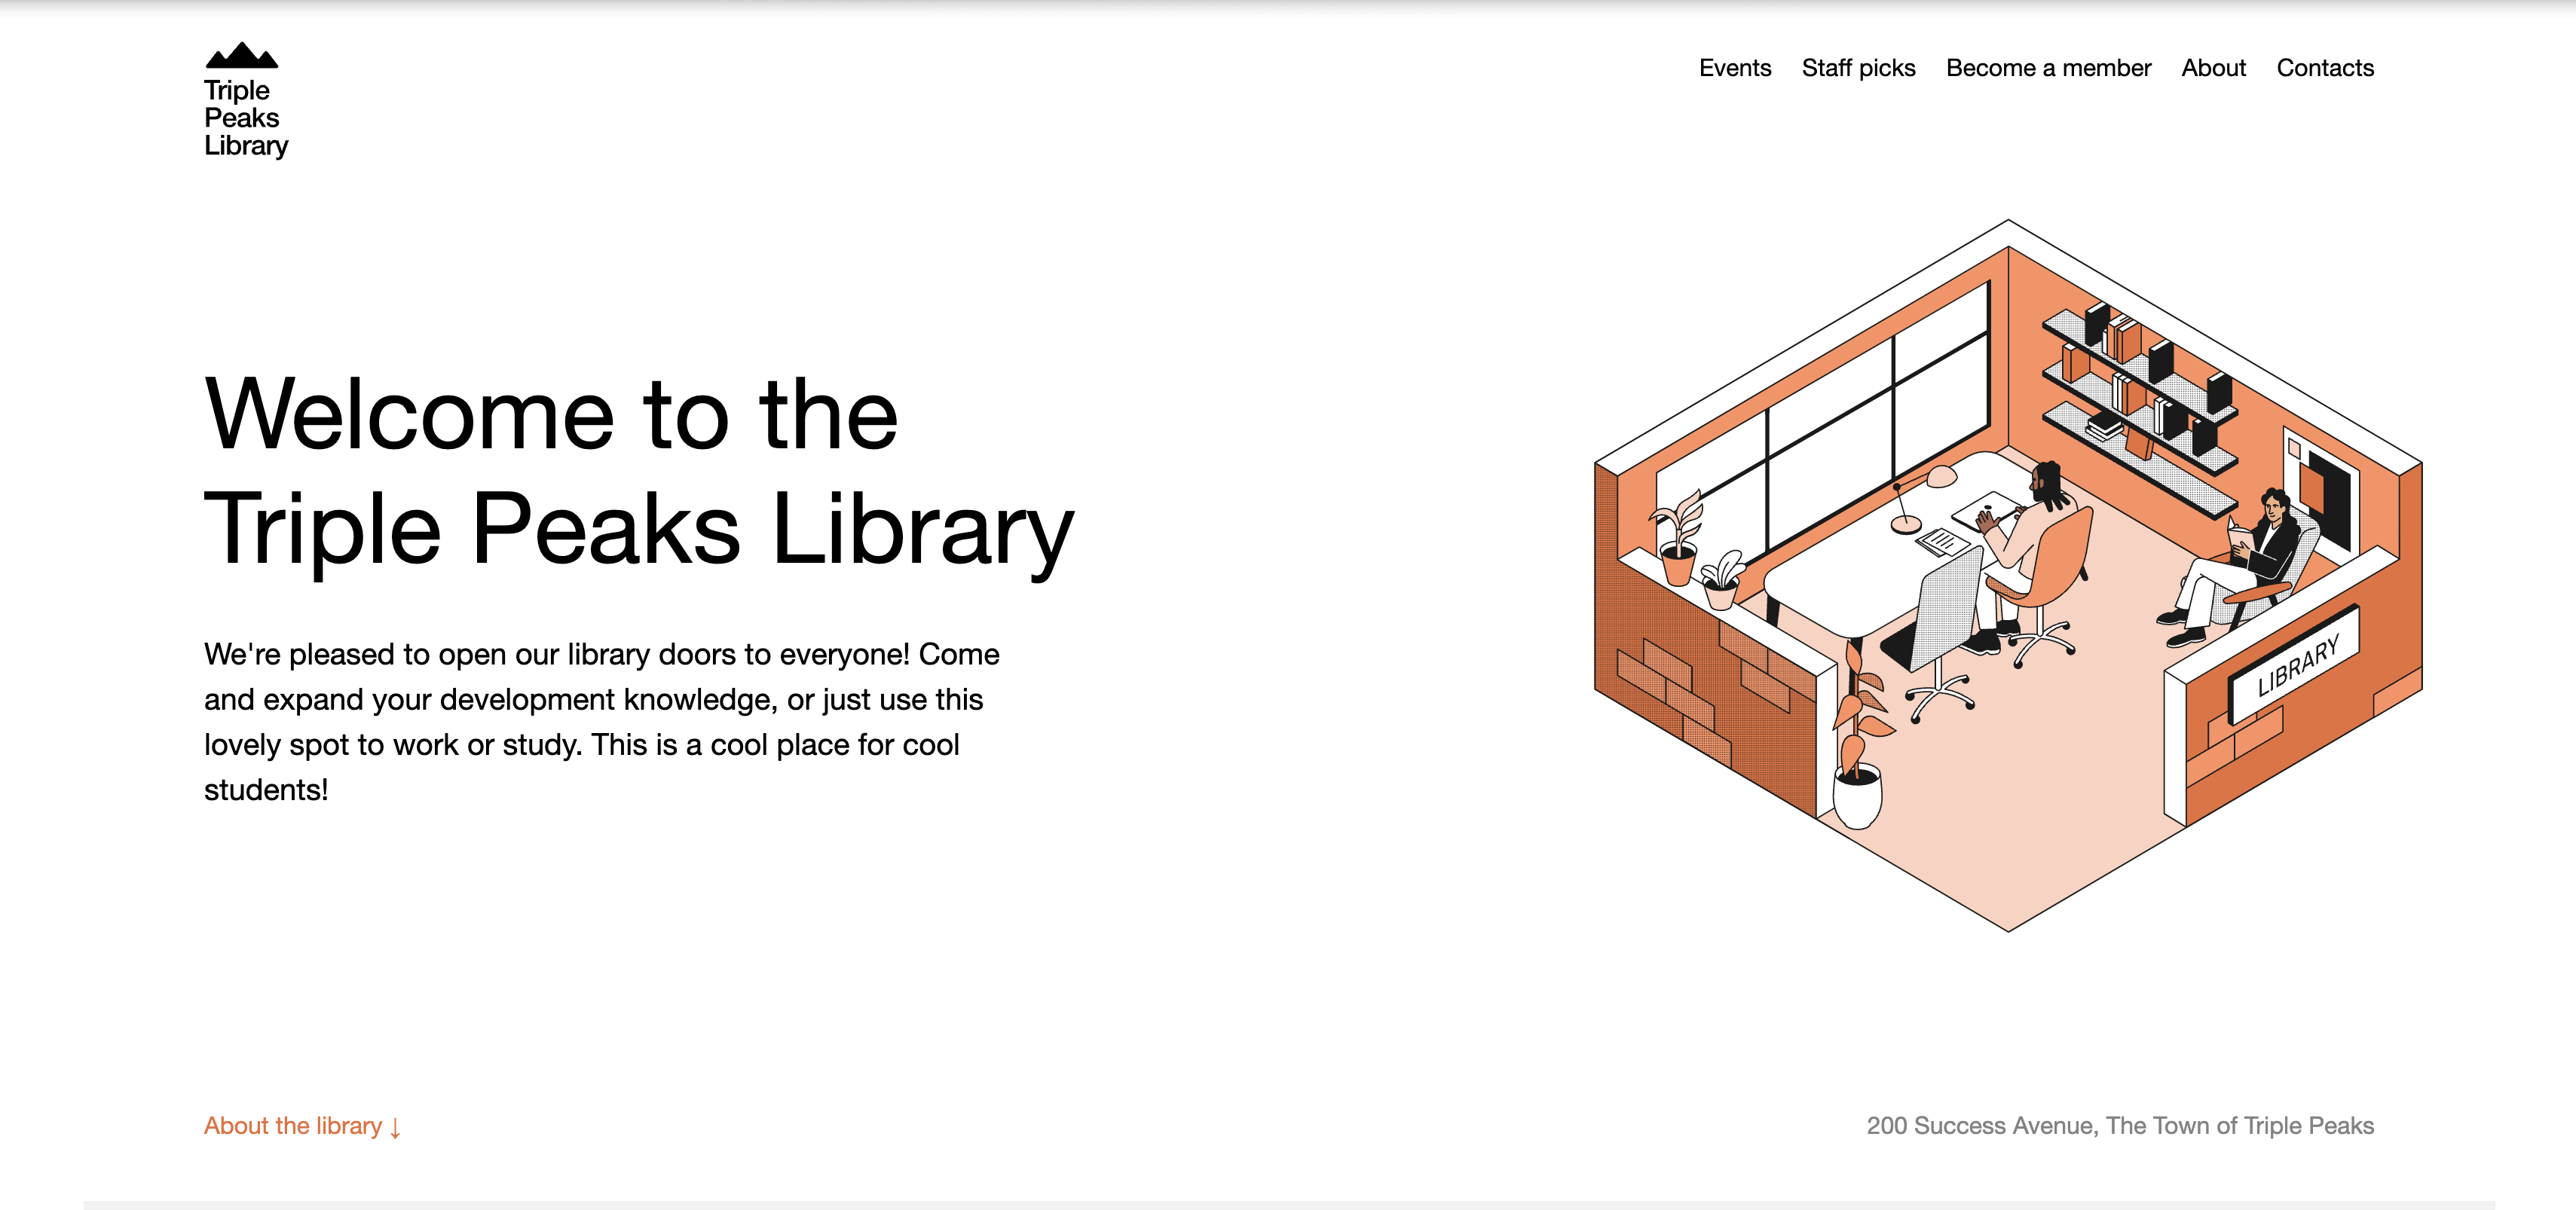 Triple
Peaks
Library
Events Staff picks Become a member About Contacts
Welcome to the
Triple Peaks Library
We're pleased to open our library doors to everyone! Come
and expand your development knowledge, or just use this
lovely spot to work or study. This is a cool place for cool
students!
LIBRARY
About the library ↓
200 Success Avenue, The Town of Triple Peaks